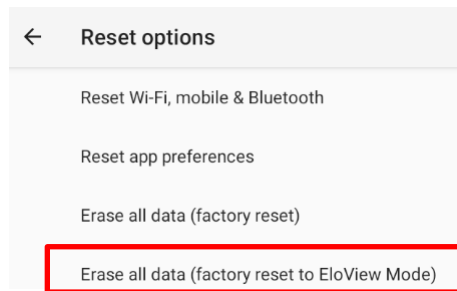 Reset options
Reset Wi-Fi, mobile & Bluetooth
Reset app preferences
Erase all data (factory reset)
Erase all data (factory reset to EloView Mode)